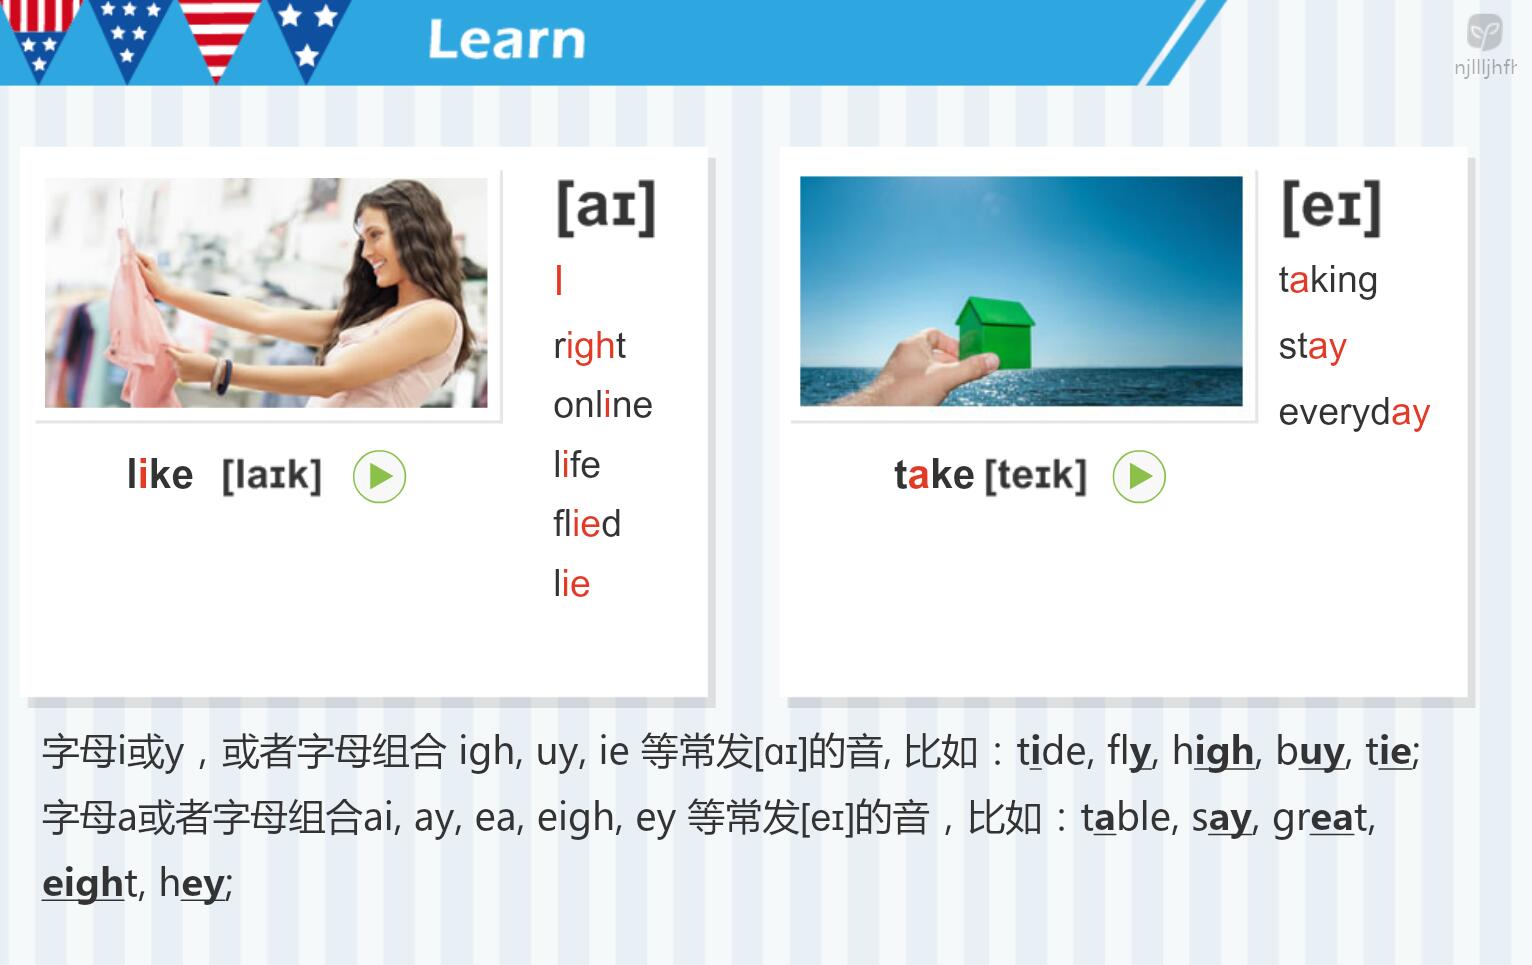 Learn
njllljhfh
[aɪ]
I
right
online
life
flied
lie
like [laɪk]
[eɪ]
taking
stay
everyday
take [teɪk]
字母i或y，或者字母组合 igh, uy, ie 等常发[ɑɪ]的音, 比如：tide, fly, high, buy, tie;
字母a或者字母组合ai, ay, ea, eigh, ey 等常发[eɪ]的音，比如：table, say, great,
eight, hey;